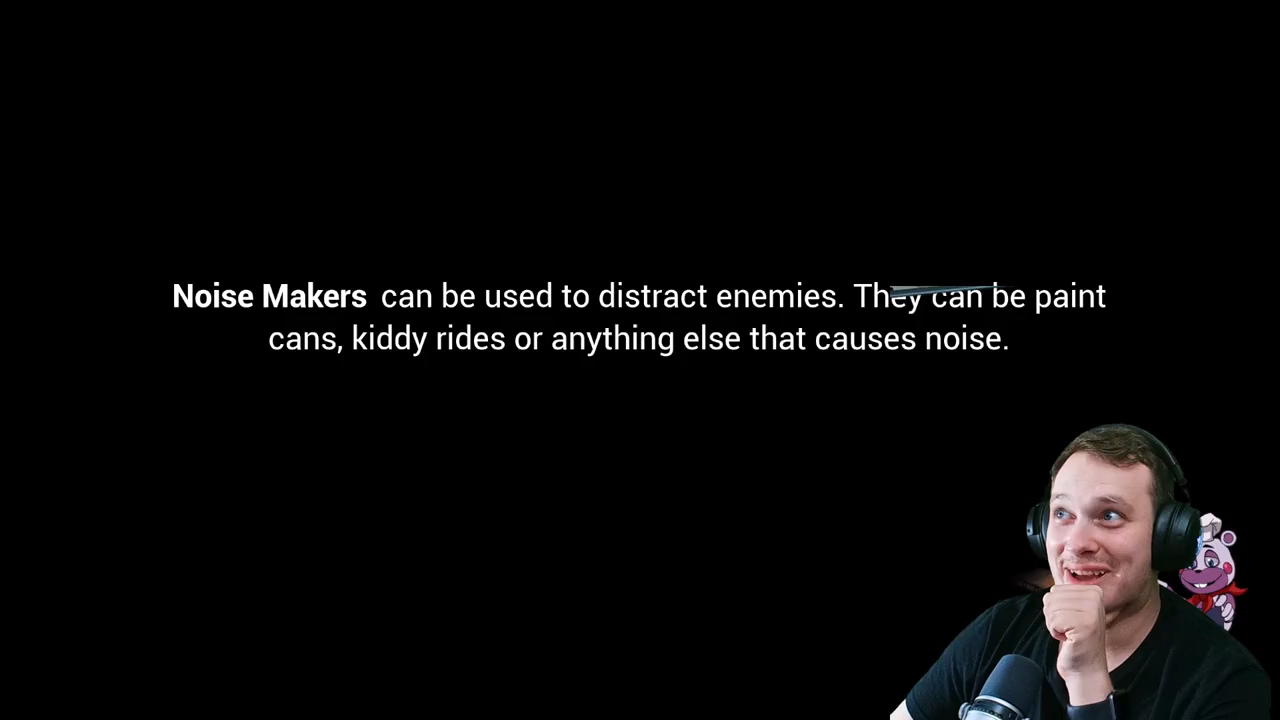 Noise Makers can be used to distract enemies. They can be paint
cans, kiddy rides or anything else that causes noise.